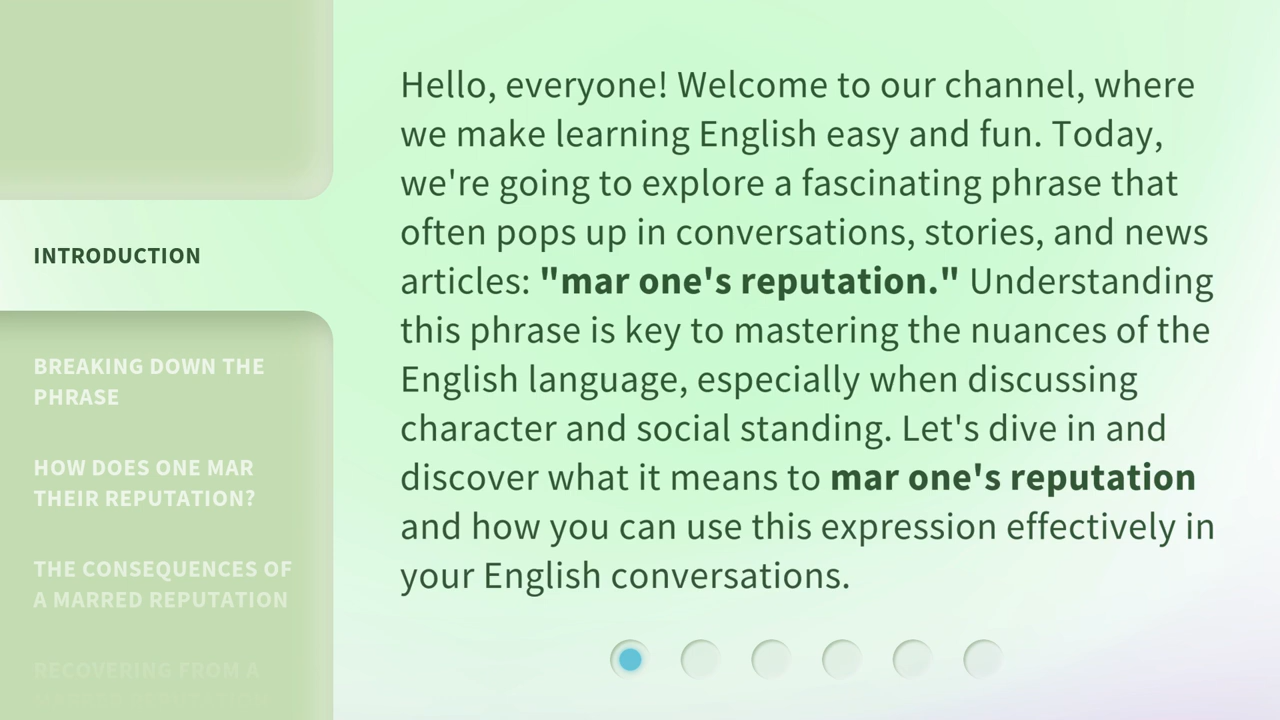 INTRODUCTION
BREAKING DOWN THE
PHRASE
HOW DOES ONE MAR
THEIR REPUTATION?
THE CONSEQUENCES OF
A MARRED REPUTATION
RECOVERING FROM A
MARRED REPUTATION
Hello, everyone! Welcome to our channel, where
we make learning English easy and fun. Today,
we're going to explore a fascinating phrase that
often pops up in conversations, stories, and news
articles: "mar one's reputation." Understanding
this phrase is key to mastering the nuances of the
English language, especially when discussing
character and social standing. Let's dive in and
discover what it means to mar one's reputation
and how you can use this expression effectively in
your English conversations.